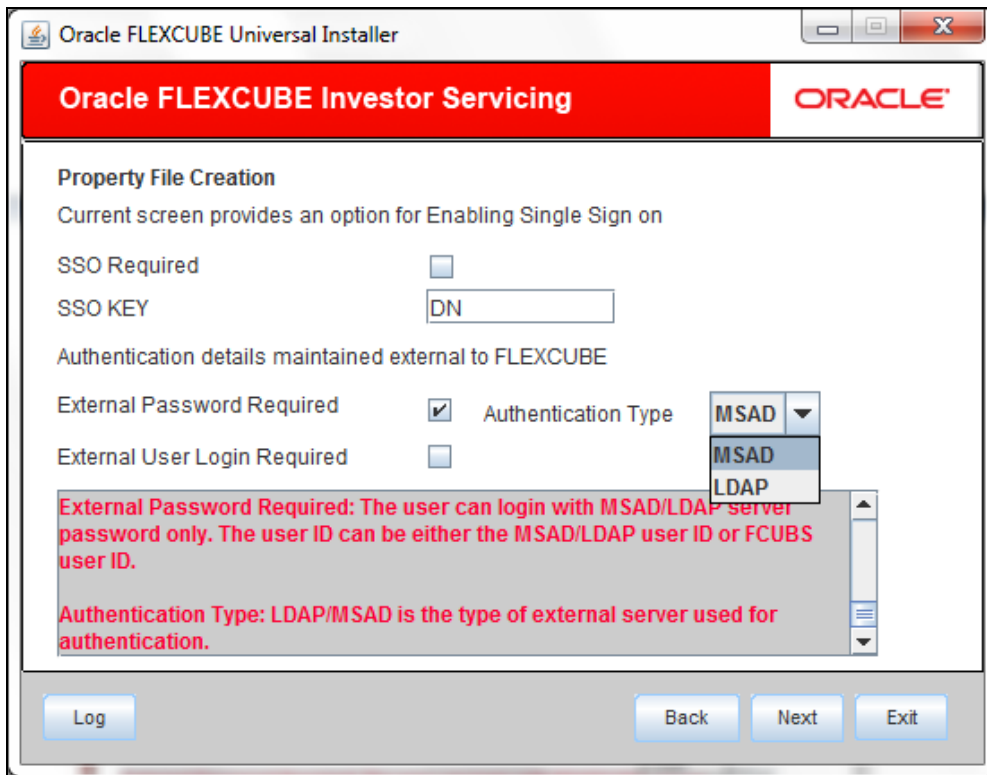 Oracle FLEXCUBE Universal Installer
Oracle FLEXCUBE Investor Servicing
ORACLE
Property File Creation
Current screen provides an option for Enabling Single Sign on
SSO Required
SSO KEY
DN
Authentication details maintained external to FLEXCUBE
External Password Required
Authentication Type
MSAD
External User Login Required
MSAD
LDAP
External Password Required: The user can login with MSAD/LDAP server
password only. The user ID can be either the MSAD/LDAP user ID or FCUBS
user ID.
Authentication Type: LDAP/MSAD is the type of external server used for
authentication.
Log
Back
Next
Exit